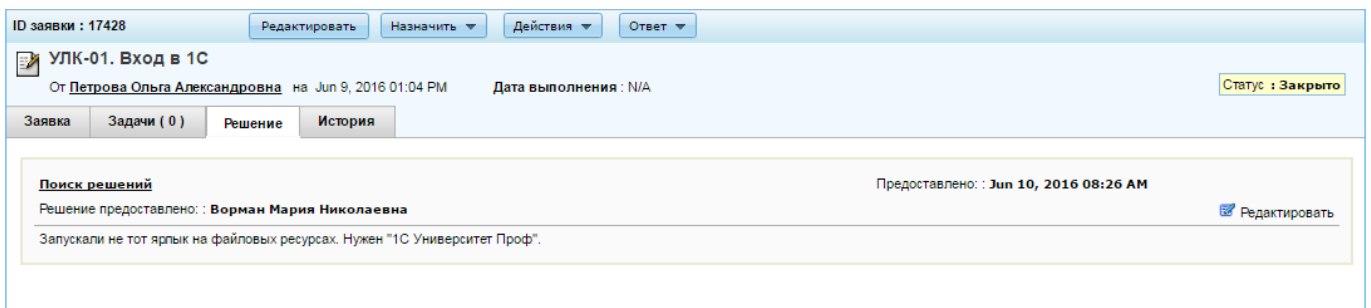 ID заявки : 17428 Редактировать Назначить Действия Ответ
УЛК-01. Вход в 1С
От Петрова Ольга Александровна на Jun 9, 2016 01:04 PM Дата выполнения : N/A Статус : Закрыто
Заявка Задачи ( 0 ) Решение История
Поиск решений Предоставлено: : Jun 10, 2016 08:26 AM
Решение предоставлено: : Ворман Мария Николаевна Редактировать
Запускали не тот ярлык на файловых ресурсах. Нужен "1С Университет Проф".